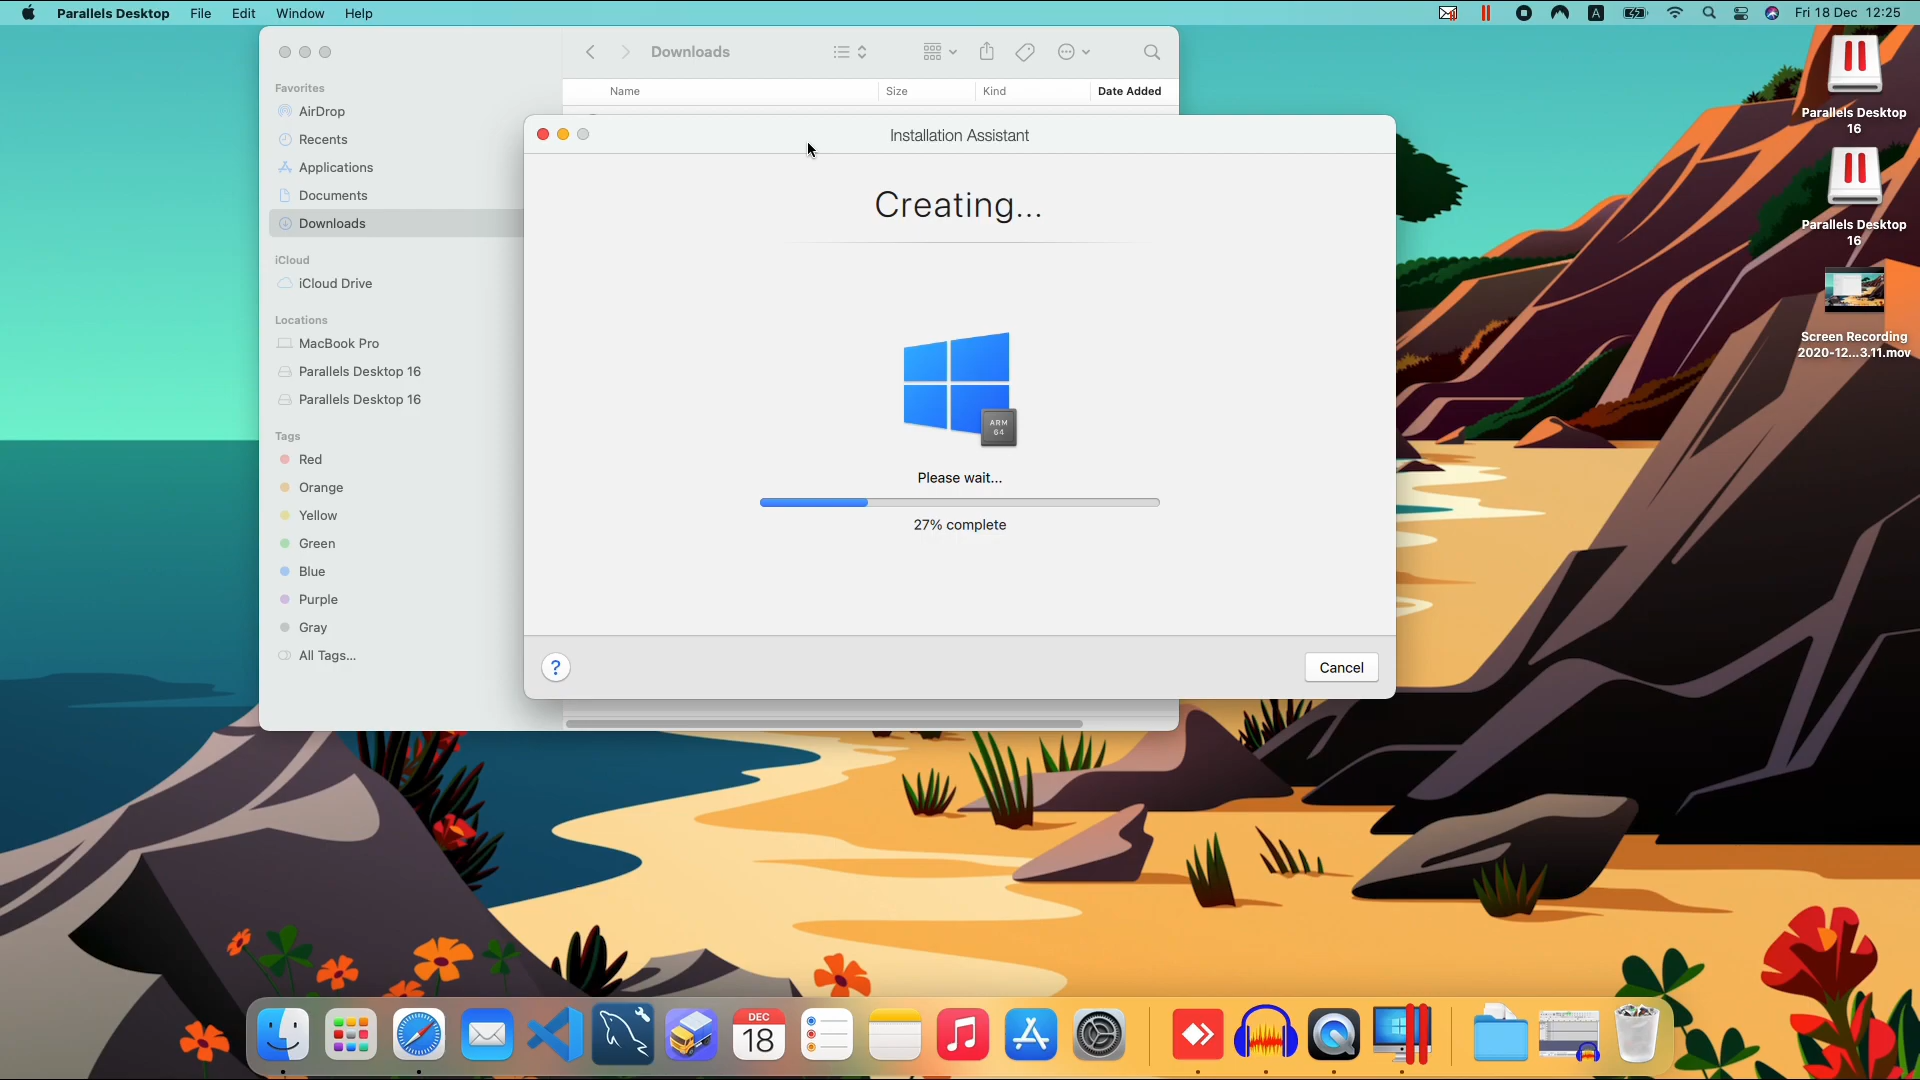 Parallels Desktop File Edit Window Help
A Fri 18 Dec 12:25
Downloads
Favorites
AirDrop
Recents
Applications
Documents
Downloads
iCloud
iCloud Drive
Locations
MacBook Pro
Parallels Desktop 16
Parallels Desktop 16
Tags
Red
Orange
Yellow
Green
Blue
Purple
Gray
All Tags...
Name Size Kind Date Added
Installation Assistant
Creating...
ARM
64
Please wait...
27% complete
?
Cancel
Parallels Desktop
16
Parallels Desktop
16
Screen Recording
2020-12...3.11.mov
DEC
18